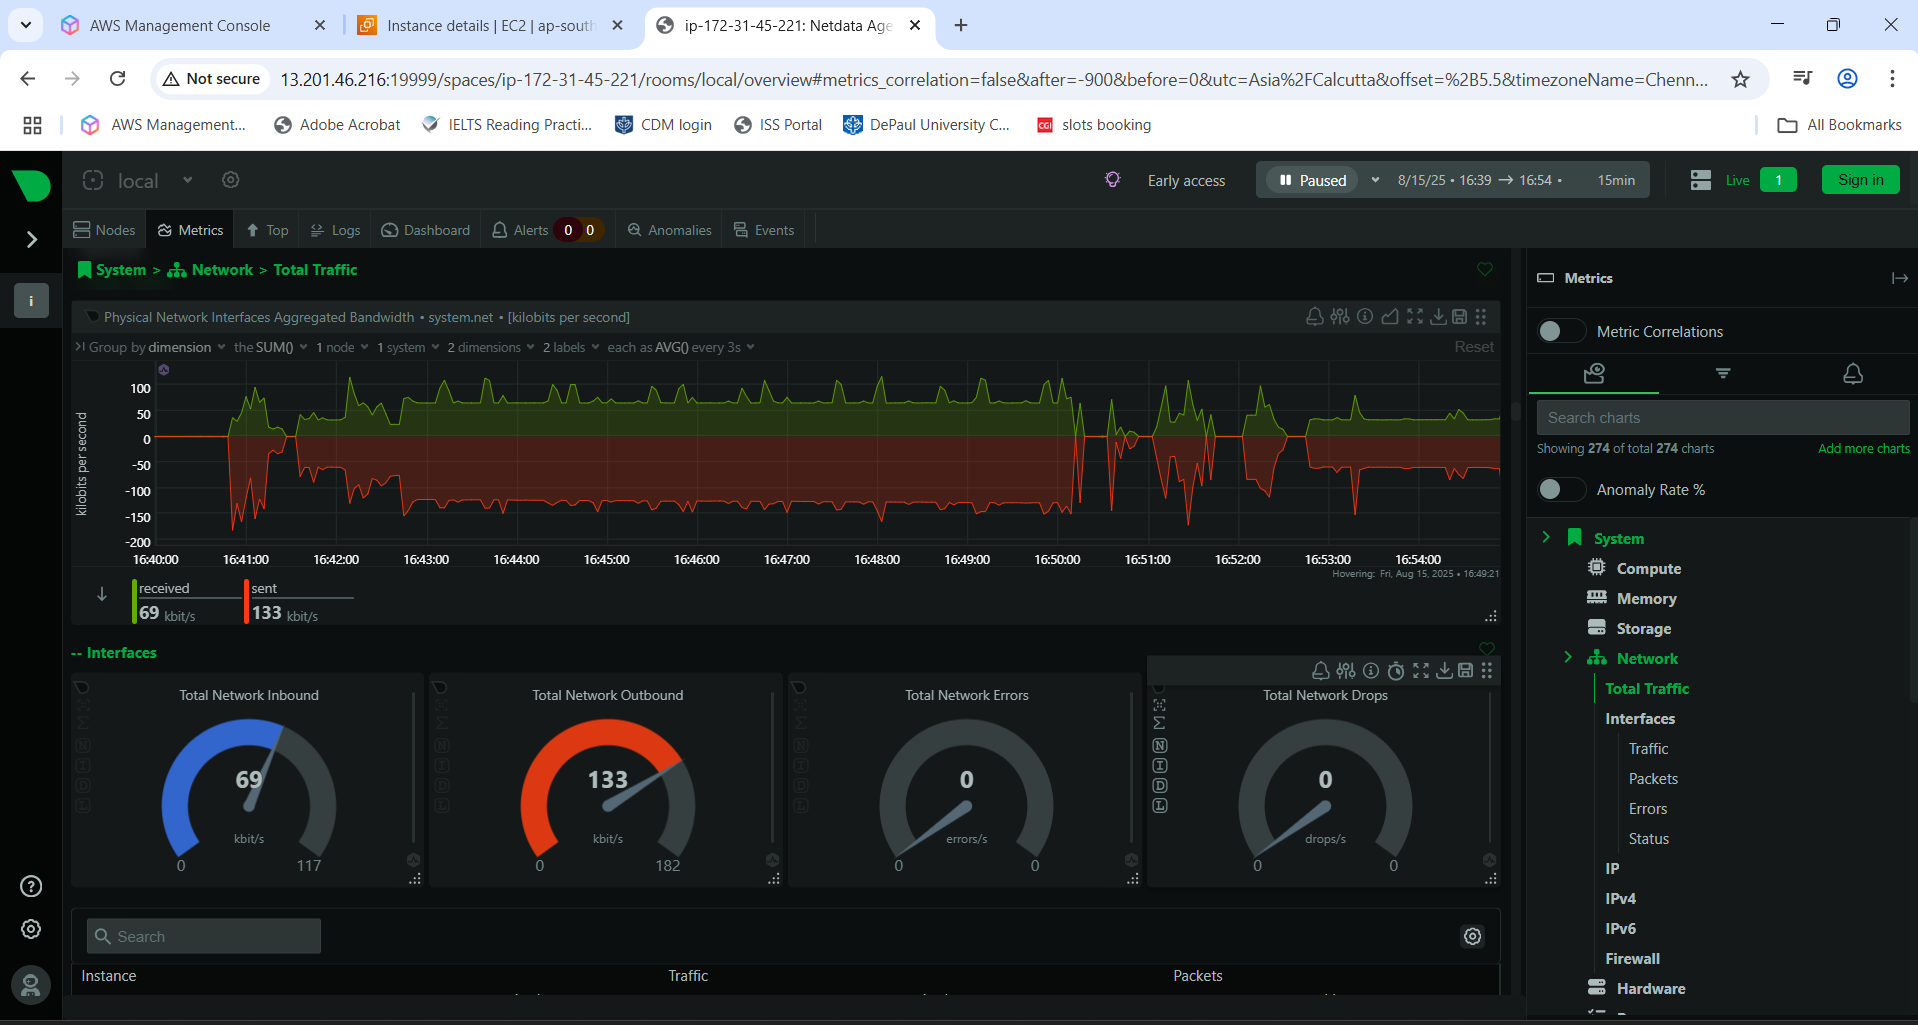 AWS Management Console
Instance details | EC2 | ap-south
ip-172-31-45-221: Netdata Age
Not secure
13.201.46.216:19999/spaces/ip-172-31-45-221/rooms/local/overview#metrics_correlation=false&after=-900&before=0&utc=Asia%2FCalcutta&offset=%2B5.5&timezoneName=Chenn...
AWS Management...
Adobe Acrobat
IELTS Reading Practi...
CDM login
ISS Portal
DePaul University C...
CGI
slots booking
All Bookmarks
local
Early access
Paused
8/15/25 • 16:39 → 16:54 •
15min
Live
1
Sign in
Nodes
Metrics
Top
Logs
Dashboard
Alerts
0
0
Anomalies
Events
i
System > Network > Total Traffic
Physical Network Interfaces Aggregated Bandwidth • system.net • [kilobits per second]
Group by dimension the SUM() 1 node 1 system 2 dimensions 2 labels each as AVG() every 3s
Reset
kilobits per second
100
50
0
-50
-100
-150
-200
16:40:00
16:41:00
16:42:00
16:43:00
16:44:00
16:45:00
16:46:00
16:47:00
16:48:00
16:49:00
16:50:00
16:51:00
16:52:00
16:53:00
16:54:00
Hovering: Fri, Aug 15, 2025 • 16:49:21
received
69 kbit/s
sent
133 kbit/s
-- Interfaces
Total Network Inbound
N
I
D
L
69
kbit/s
0
117
Total Network Outbound
N
I
D
L
133
kbit/s
0
182
Total Network Errors
N
I
D
L
0
errors/s
0
0
Total Network Drops
N
I
D
L
0
drops/s
0
0
Search
Instance
Traffic
Packets
Metrics
Metric Correlations
Search charts
Showing 274 of total 274 charts
Add more charts
Anomaly Rate %
System
Compute
Memory
Storage
Network
Total Traffic
Interfaces
Traffic
Packets
Errors
Status
IP
IPv4
IPv6
Firewall
Hardware